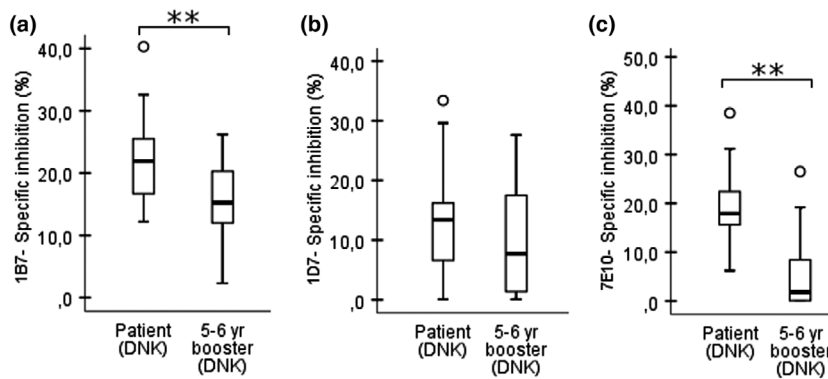 (a)
**
1B7- Specific inhibition (%)
40,0
30,0
20,0
10,0
,0
Patient
(DNK)
5-6 yr
booster
(DNK)
(b)
1D7- Specific inhibition (%)
40,0
30,0
20,0
10,0
,0
Patient
(DNK)
5-6 yr
booster
(DNK)
(c)
**
7E10- Specific inhibition (%)
50,0
40,0
30,0
20,0
10,0
,0
Patient
(DNK)
5-6 yr
booster
(DNK)